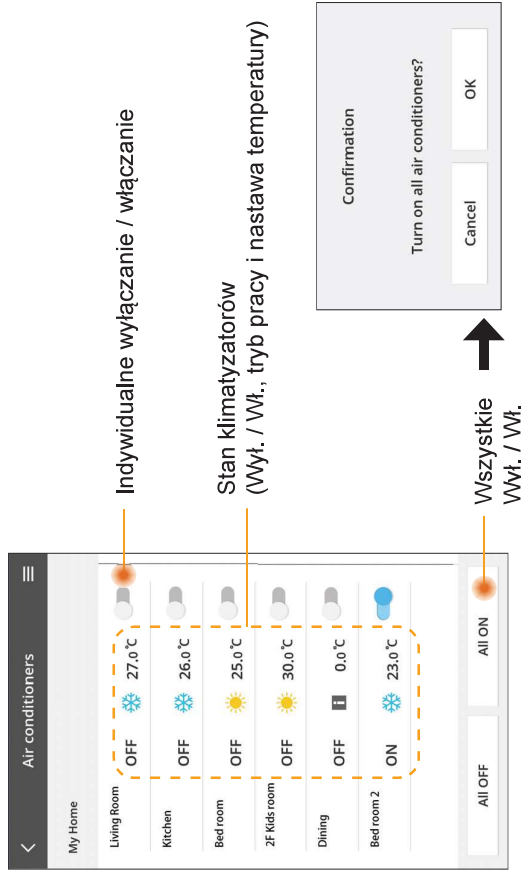 Air conditioners
My Home
Living Room OFF 27.0°C
Kitchen OFF 26.0°C
Bed room OFF 25.0°C
2F Kids room OFF 30.0°C
Dining OFF 0.0°C
Bed room 2 ON 23.0°C
All OFF All ON
Indywidualne wyłączanie / włączanie
Stan klimatyzatorów
(Wył. / Wł., tryb pracy i nastawa temperatury)
Wszystkie
Wył. / Wł.
Confirmation
Turn on all air conditioners?
Cancel OK